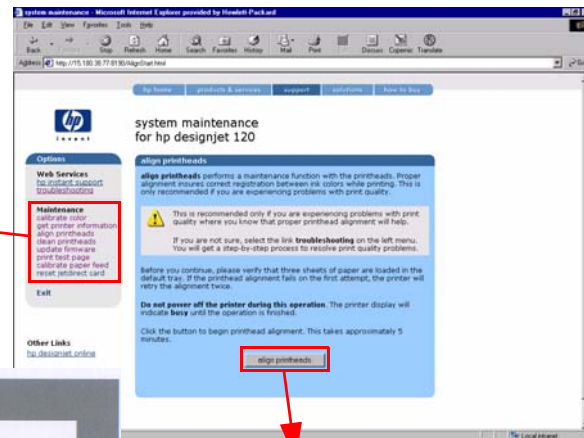 system maintenance - Microsoft Internet Explorer provided by Hewlett-Packard
File Edit View Favorites Tools Help
Back Stop Refresh Home Search Favorites History Mail Print Discuss Copernic Translate
Address http://15.180.38.77:8190/AlignStart.html
hp home products & services support solutions how to buy
hp
invent
system maintenance
for hp designjet 120
Options
Web Services
hp instant support
troubleshooting
Maintenance
calibrate color
get printer information
align printheads
clean printheads
update firmware
print test page
calibrate paper feed
reset jetdirect card
Exit
Other Links
hp designjet online
align printheads
align printheads performs a maintenance function with the printheads. Proper
alignment insures correct registration between ink colors while printing. This is
only recommended if you are experiencing problems with print quality.
This is recommended only if you are experiencing problems with print
quality where you know that proper printhead alignment will help.
If you are not sure, select the link troubleshooting on the left menu.
You will get a step-by-step process to resolve print quality problems.
Before you continue, please verify that three sheets of paper are loaded in the
default tray. If the printhead alignment fails on the first attempt, the printer will
retry the alignment twice.
Do not power off the printer during this operation. The printer display will
indicate busy until the operation is finished.
Click the button to begin printhead alignment. This takes approximately 5
minutes.
align printheads
Local intranet